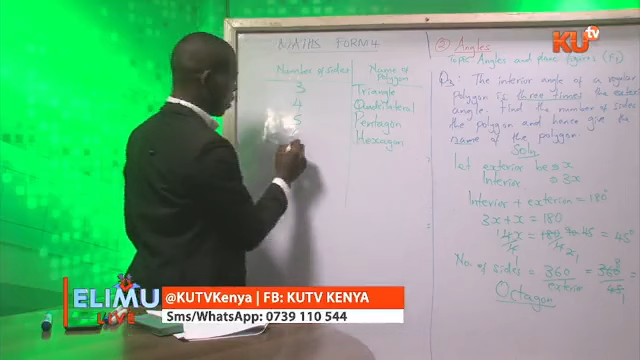 MATHS FORM 4
Number of sides
Name of
Polygon
3
Triangle
4
Quadrilateral
5
Pentagon
Hexagon
② Angles
Topic Angles and plane figures (F1)
Q3: The interior angle of a regular
polygon is three times the exterior
angle. Find the number of sides
the polygon and hence give the
name of the polygon.
Soln
let exterior be = x
Interior = 3x
Interior + exterior = 180°
3x + x = 180
= 45°
No. of sides = 360
exterior
Octagon
KU tv
ELIMU
LIVE
@KUTVKenya | FB: KUTV KENYA
Sms/WhatsApp: 0739 110 544